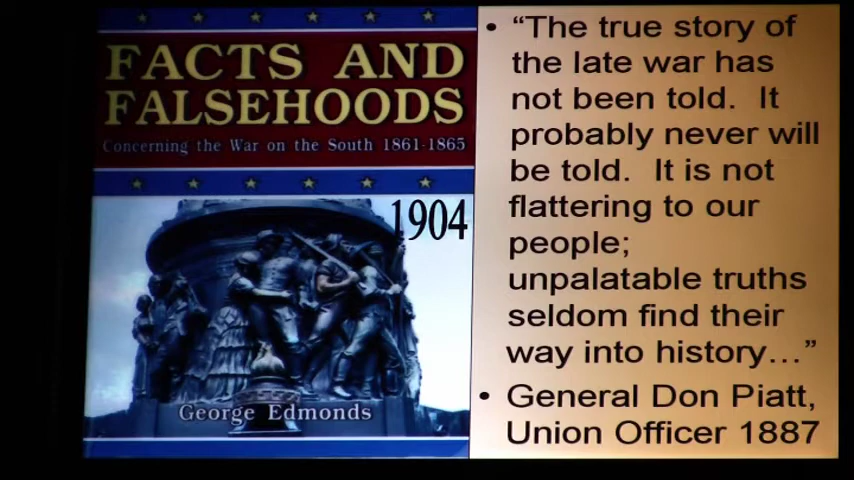 FACTS AND
FALSEHOODS
Concerning the War on the South 1861-1865
1904
George Edmonds
• “The true story of
the late war has
not been told. It
probably never will
be told. It is not
flattering to our
people;
unpalatable truths
seldom find their
way into history…”
• General Don Piatt,
Union Officer 1887